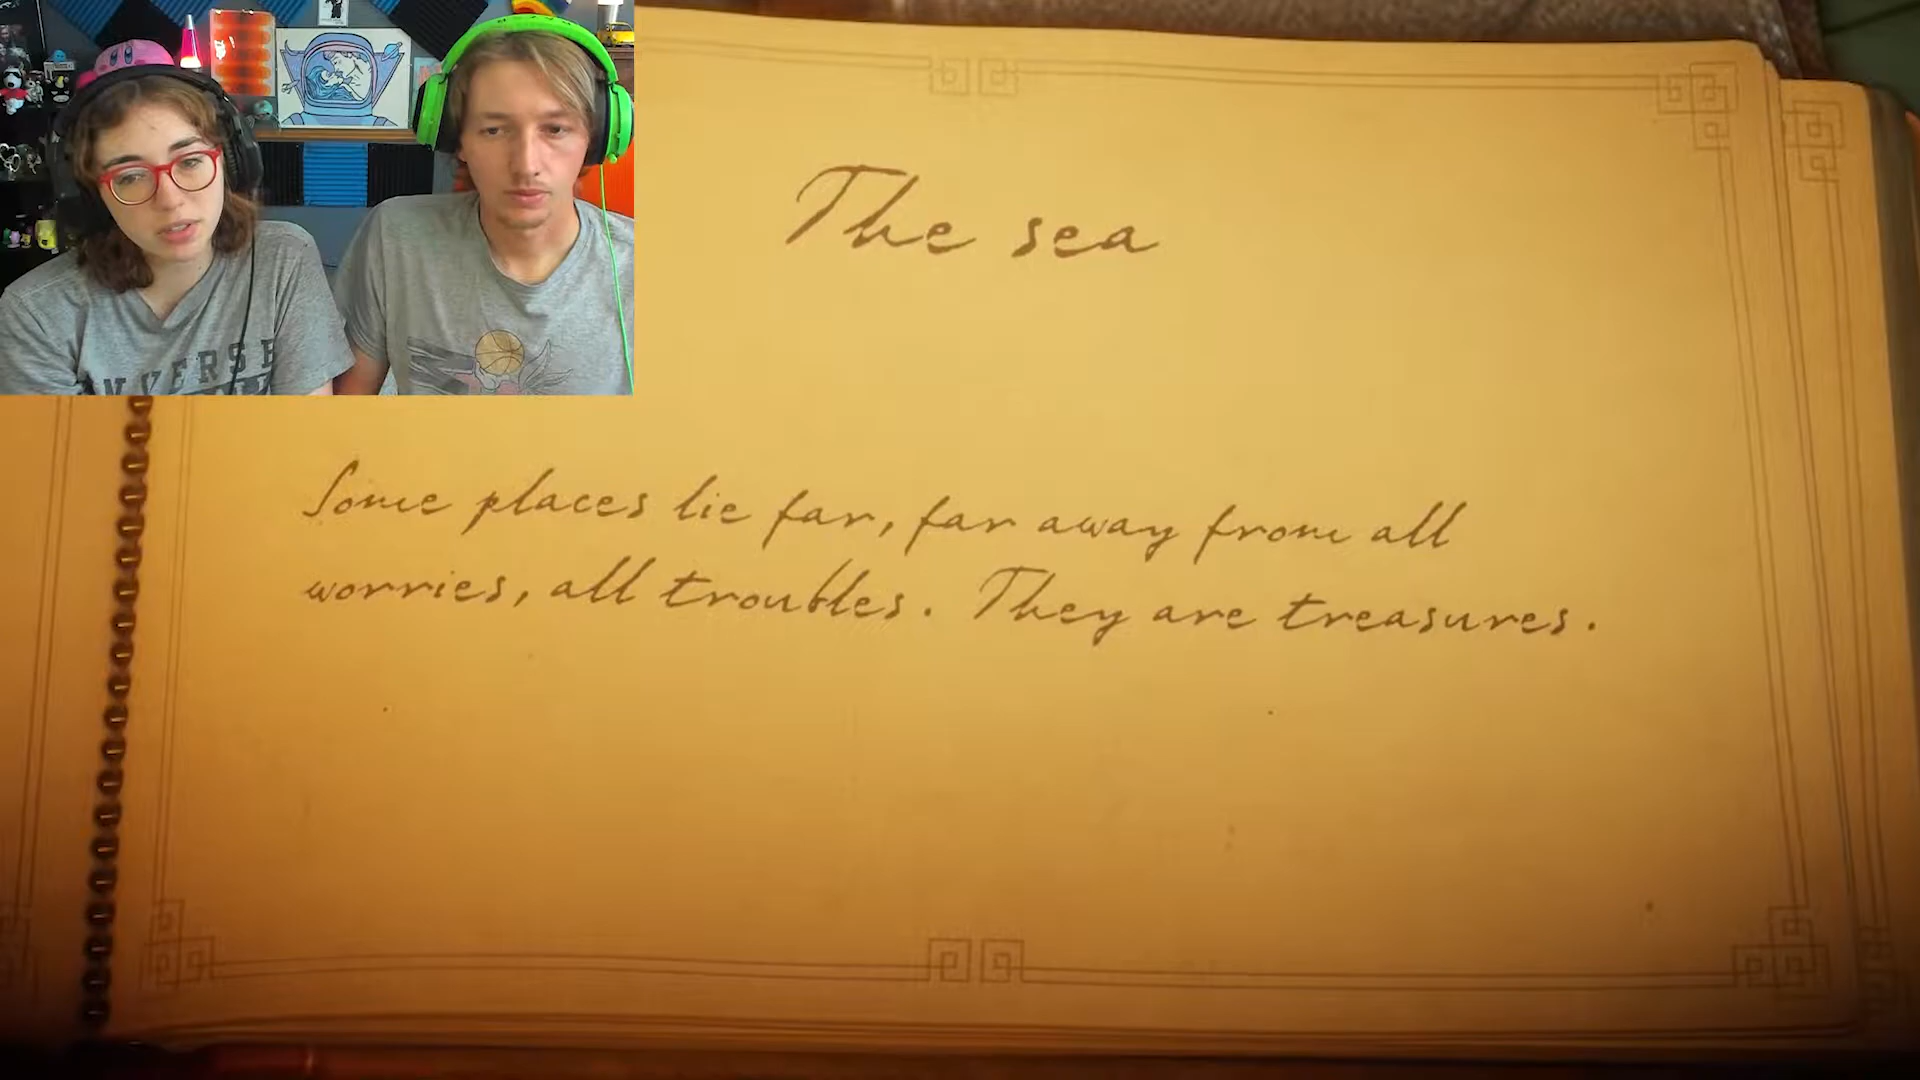 The sea
Some places lie far, far away from all
worries, all troubles. They are treasures.